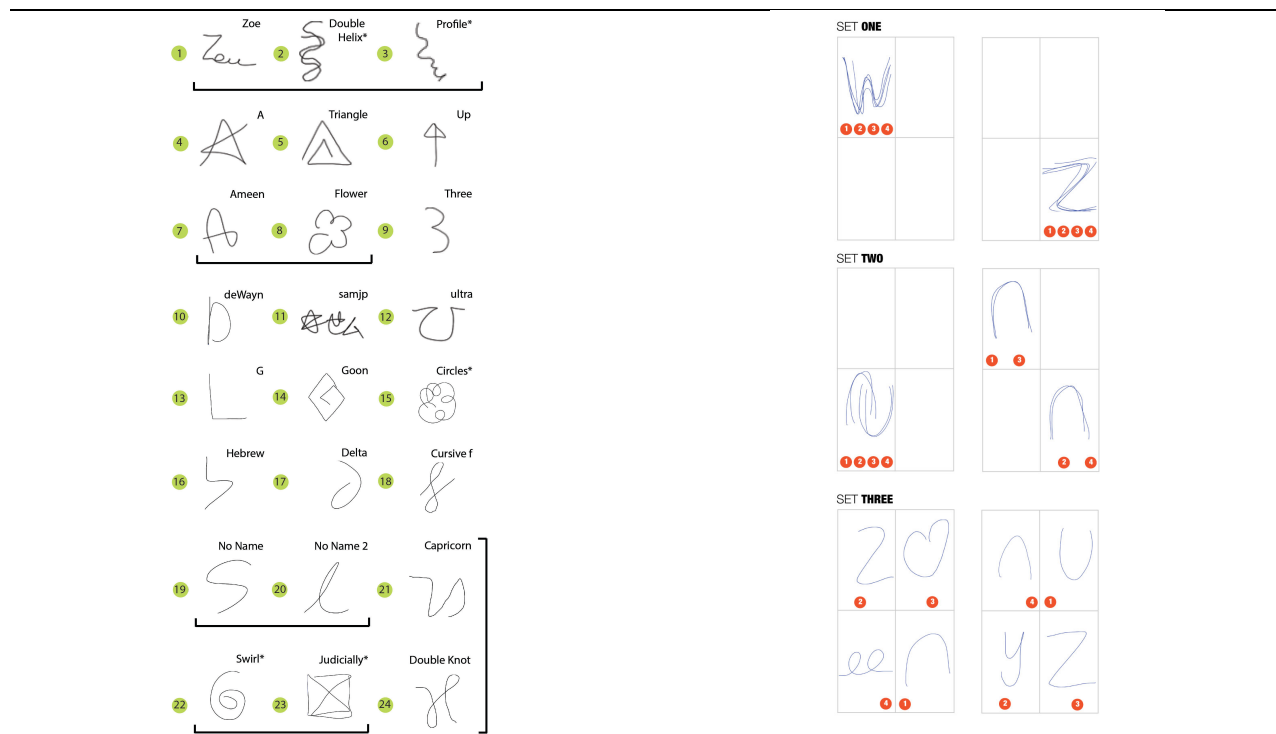 Zoe
Double
Helix*
Profile*
1
2
3
A
Triangle
Up
4
5
6
Ameen
Flower
Three
7
8
9
deWayn
samjp
ultra
10
11
12
G
Goon
Circles*
13
14
15
Hebrew
Delta
Cursive f
16
17
18
No Name
No Name 2
Capricorn
19
20
21
Swirl*
Judicially*
Double Knot
22
23
24
SET ONE
W
1 2 3 4
Z
1 2 3 4
SET TWO
n
1 3
n
1 2 3 4
2 4
SET THREE
Z
n U
2 3
4 1
ee n
y Z
4 1
2 3